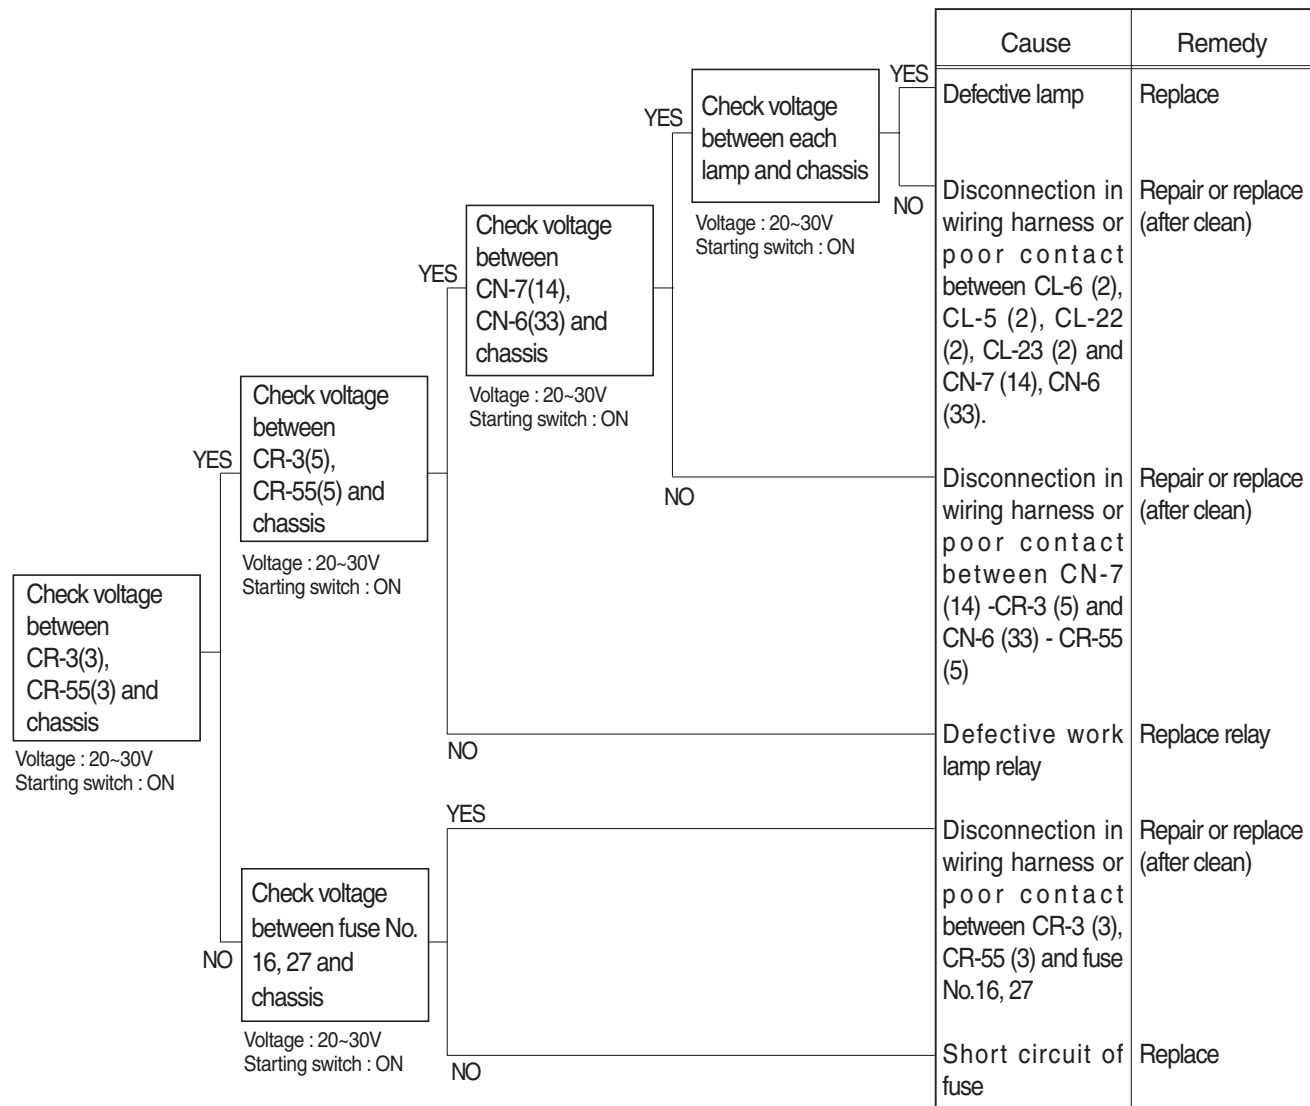 Cause
Remedy
YES
Defective lamp
Replace
Check voltage
between each
lamp and chassis
YES
NO
Voltage : 20~30V
Starting switch : ON
Disconnection in
wiring harness or
poor contact
between CL-6 (2),
CL-5 (2), CL-22
(2), CL-23 (2) and
CN-7 (14), CN-6
(33).
Repair or replace
(after clean)
Check voltage
between
CN-7(14),
CN-6(33) and
chassis
YES
Voltage : 20~30V
Starting switch : ON
NO
Disconnection in
wiring harness or
poor contact
between CN-7
(14) -CR-3 (5) and
CN-6 (33) - CR-55
(5)
Repair or replace
(after clean)
Check voltage
between
CR-3(5),
CR-55(5) and
chassis
YES
Voltage : 20~30V
Starting switch : ON
Check voltage
between
CR-3(3),
CR-55(3) and
chassis
Voltage : 20~30V
Starting switch : ON
NO
Defective work
lamp relay
Replace relay
YES
Disconnection in
wiring harness or
poor contact
between CR-3 (3),
CR-55 (3) and fuse
No.16, 27
Repair or replace
(after clean)
Check voltage
between fuse No.
16, 27 and
chassis
NO
Voltage : 20~30V
Starting switch : ON
NO
Short circuit of
fuse
Replace